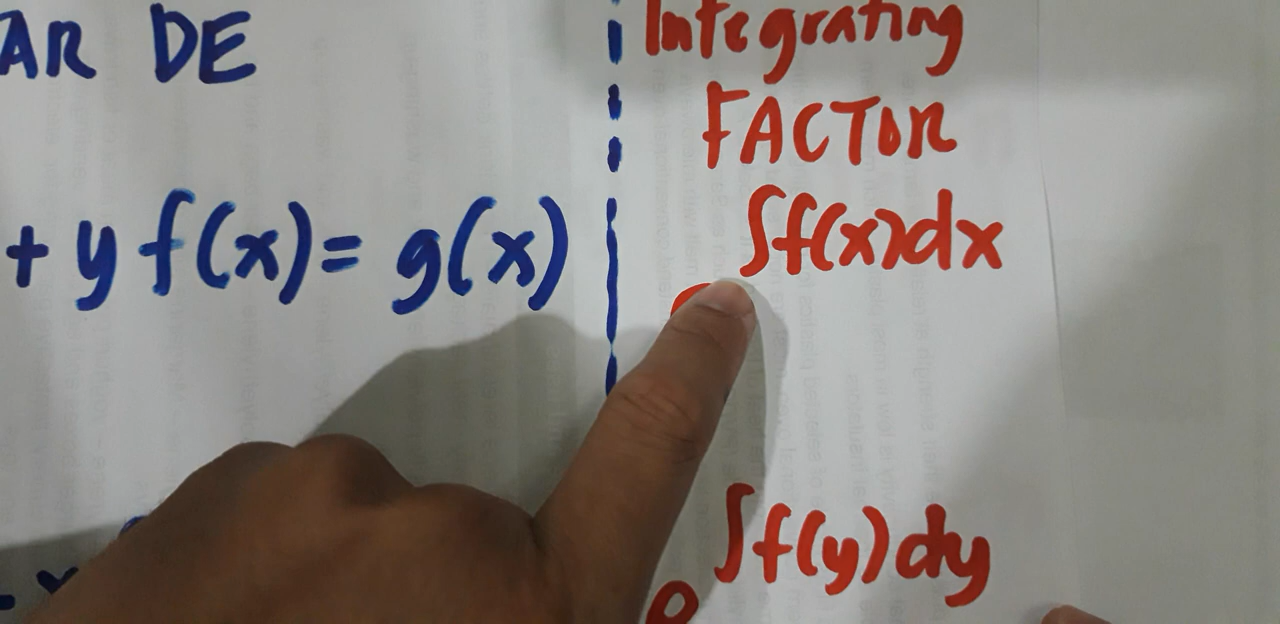 AR DE
Integrating
FACTOR
+ y f(x) = g(x)
∫f(x)dx
∫f(y)dy
e